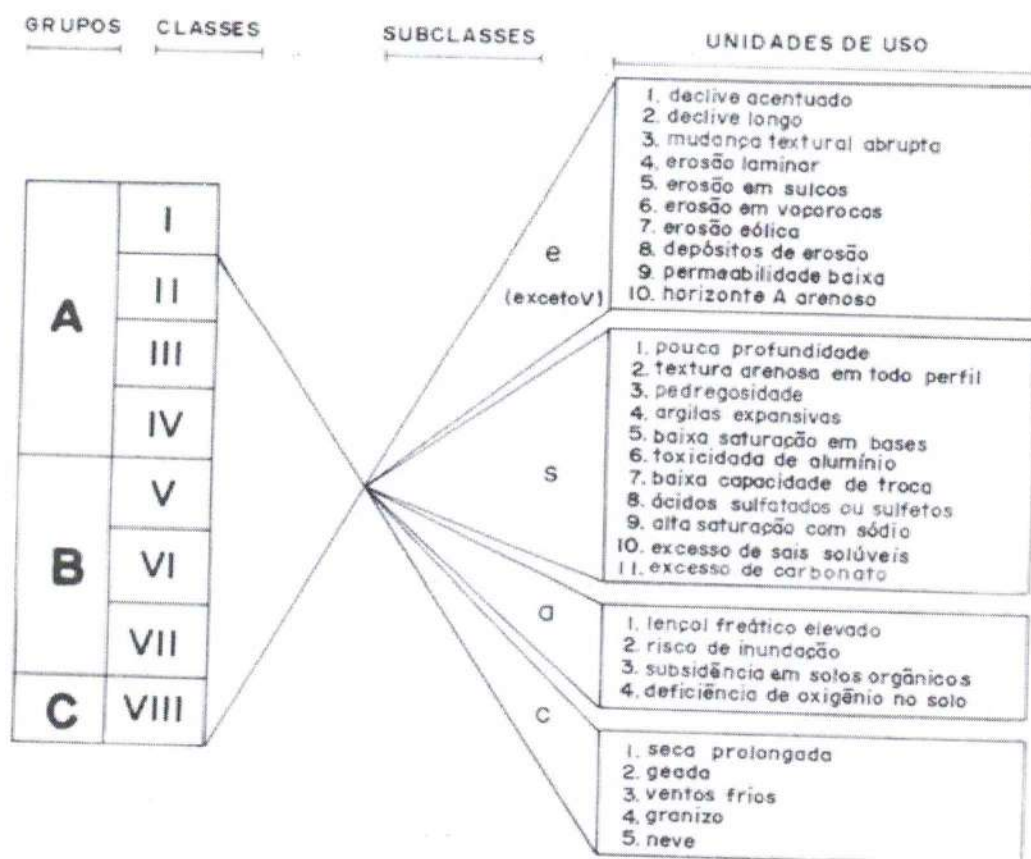 GRUPOS CLASSES SUBCLASSES UNIDADES DE USO
A
I
II
III
IV
B
V
VI
VII
C
VIII
e
(excetoV)
1. declive acentuado
2. declive longo
3. mudança textural abrupta
4. erosão laminar
5. erosão em sulcos
6. erosão em voporocas
7. erosão eólica
8. depósitos de erosão
9. permeabilidade baixa
10. horizonte A arenoso
s
1. pouca profundidade
2. textura arenosa em todo perfil
3. pedregosidade
4. argilas expansivas
5. baixa saturação em bases
6. toxicidada de alumínio
7. baixa capacidade de troca
8. ácidos sulfatados ou sulfetos
9. alta saturação com sódio
10. excesso de sais solúveis
11. excesso de carbonato
a
1. lençol freático elevado
2. risco de inundação
3. subsidência em solos orgânicos
4. deficiência de oxigênio no solo
c
1. seca prolongada
2. geada
3. ventos frios
4. granizo
5. neve